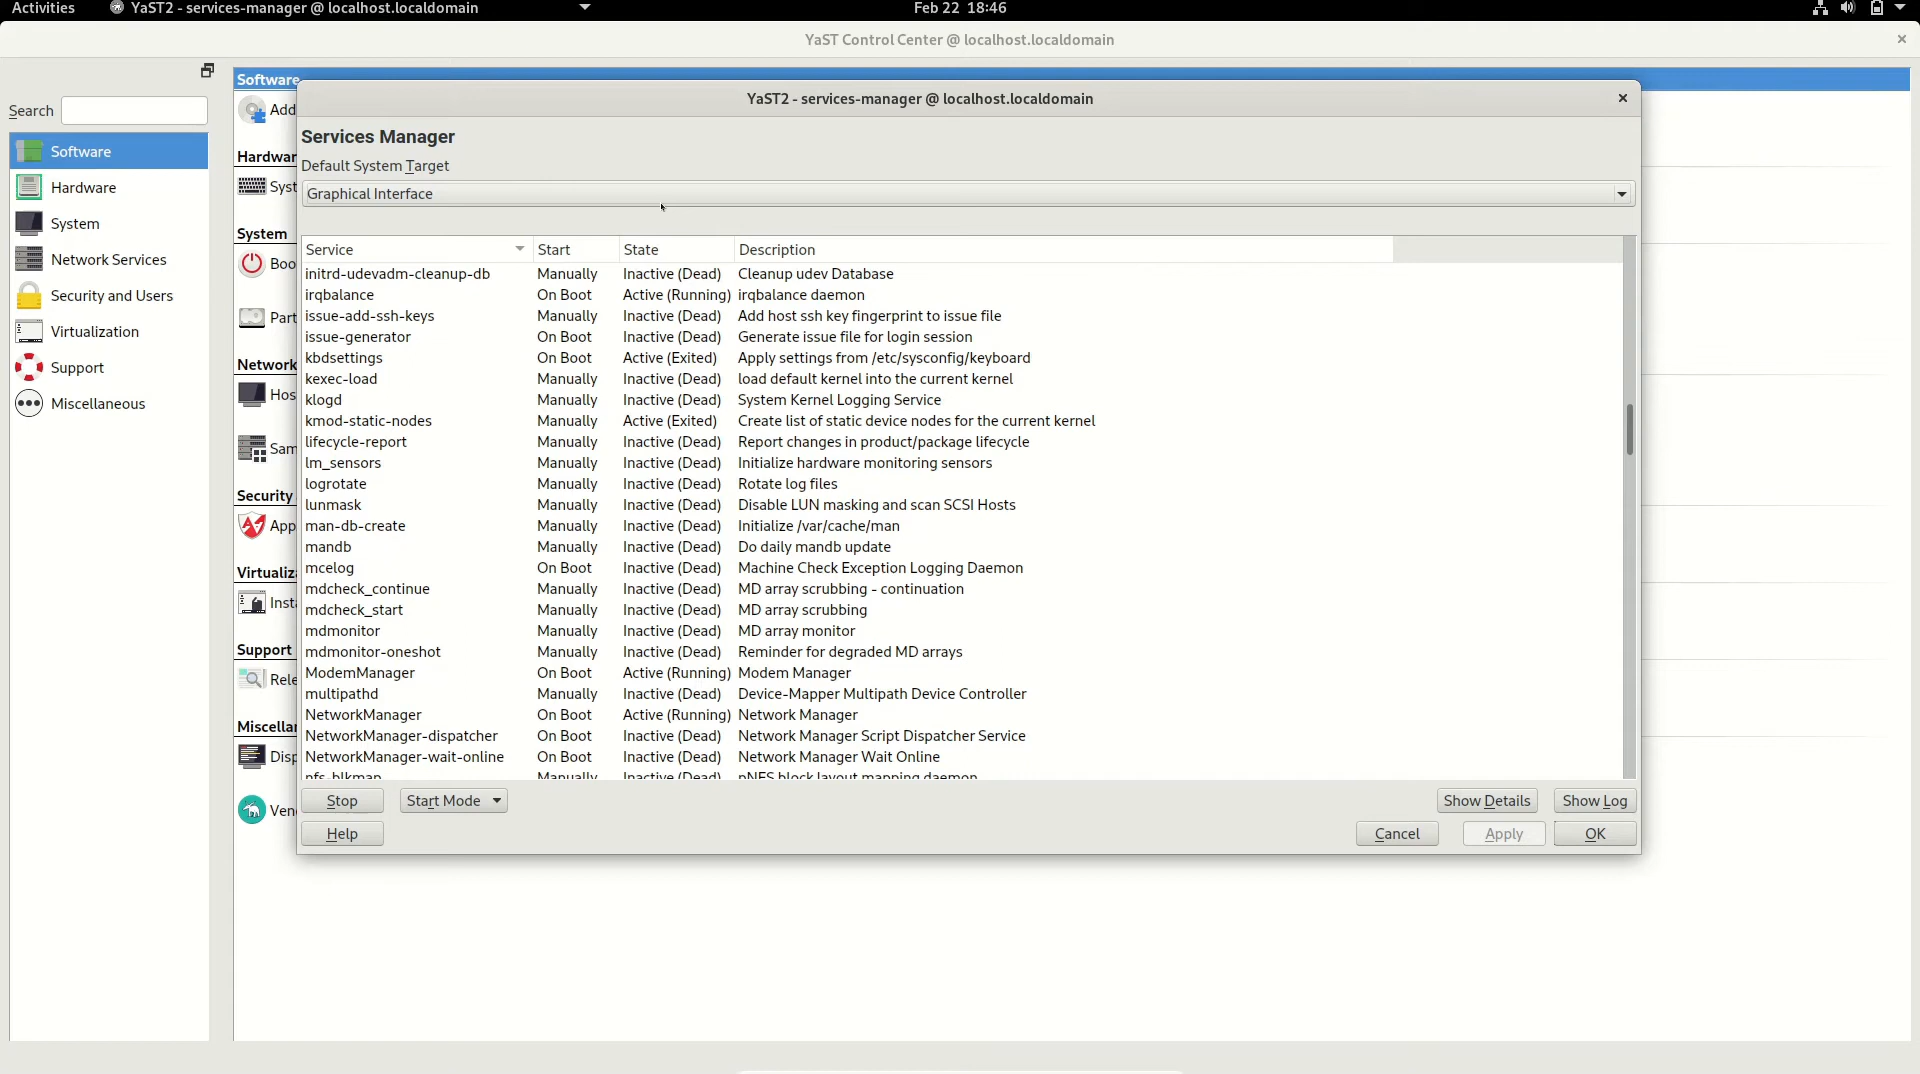 Activities YaST2 - services-manager @ localhost.localdomain Feb 22 18:46
YaST Control Center @ localhost.localdomain
Search
Software
Hardware
System
Network Services
Security and Users
Virtualization
Support
Miscellaneous
Software
Add
Hardwar
Syst
System
Boo
Part
Network
Hos
Sam
Security
App
Virtualiza
Insta
Support
Rele
Miscellar
Disp
Ven
YaST2 - services-manager @ localhost.localdomain
Services Manager
Default System Target
Graphical Interface
Service Start State Description
initrd-udevadm-cleanup-db Manually Inactive (Dead) Cleanup udev Database
irqbalance On Boot Active (Running) irqbalance daemon
issue-add-ssh-keys Manually Inactive (Dead) Add host ssh key fingerprint to issue file
issue-generator On Boot Inactive (Dead) Generate issue file for login session
kbdsettings On Boot Active (Exited) Apply settings from /etc/sysconfig/keyboard
kexec-load Manually Inactive (Dead) load default kernel into the current kernel
klogd Manually Inactive (Dead) System Kernel Logging Service
kmod-static-nodes Manually Active (Exited) Create list of static device nodes for the current kernel
lifecycle-report Manually Inactive (Dead) Report changes in product/package lifecycle
lm_sensors Manually Inactive (Dead) Initialize hardware monitoring sensors
logrotate Manually Inactive (Dead) Rotate log files
lunmask Manually Inactive (Dead) Disable LUN masking and scan SCSI Hosts
man-db-create Manually Inactive (Dead) Initialize /var/cache/man
mandb Manually Inactive (Dead) Do daily mandb update
mcelog On Boot Inactive (Dead) Machine Check Exception Logging Daemon
mdcheck_continue Manually Inactive (Dead) MD array scrubbing - continuation
mdcheck_start Manually Inactive (Dead) MD array scrubbing
mdmonitor Manually Inactive (Dead) MD array monitor
mdmonitor-oneshot Manually Inactive (Dead) Reminder for degraded MD arrays
ModemManager On Boot Active (Running) Modem Manager
multipathd Manually Inactive (Dead) Device-Mapper Multipath Device Controller
NetworkManager On Boot Active (Running) Network Manager
NetworkManager-dispatcher On Boot Inactive (Dead) Network Manager Script Dispatcher Service
NetworkManager-wait-online On Boot Inactive (Dead) Network Manager Wait Online
nfs-blkmap Manually Inactive (Dead) pNFS block layout mapping daemon
Stop Start Mode Show Details Show Log
Help Cancel Apply OK